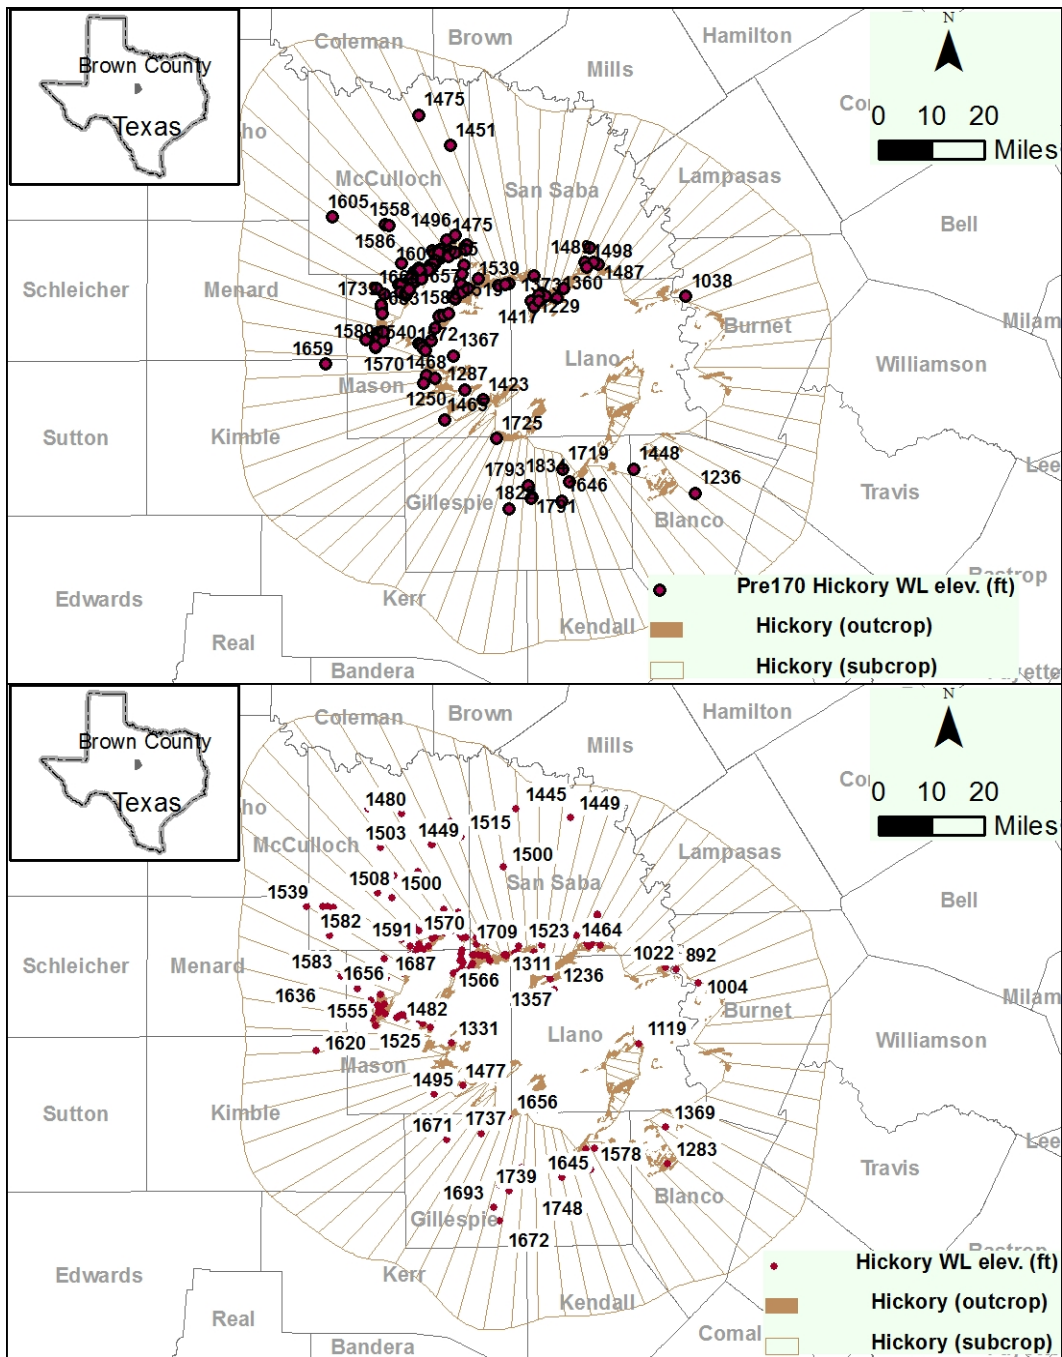 Brown County
Texas
Coleman
Brown
Hamilton
Mills
N
0 10 20
Miles
ho
1475
1451
McCulloch
San Saba
Lampasas
Bell
1605
1558
1586
1496
1475
1539
1498
1487
1360
1038
Schleicher
Menard
1417
1229
Burnet
Milam
1367
Llano
Williamson
1659
1570
1468
1287
Mason
1250
1423
1725
Sutton
Kimble
1719
1448
1793
1834
1646
1236
Lee
Gillespie
1791
Travis
Blanco
Bastrop
Edwards
Kerr
Pre170 Hickory WL elev. (ft)
Real
Kendall
Hickory (outcrop)
Bandera
Hickory (subcrop)
Brown County
Texas
Coleman
Brown
Hamilton
Mills
N
0 10 20
Miles
ho
1480
1445
1449
1503
1449
1515
McCulloch
1500
Lampasas
1508
1500
San Saba
Bell
1539
1582
1591
1570
1709
1523
1464
Schleicher
Menard
1583
1687
1311
1022
892
1656
1566
1236
1004
1636
1357
Burnet
Milam
1555
1482
1331
Llano
1119
Williamson
1620
1525
Mason
1495
1477
1656
Sutton
Kimble
1671
1737
1369
Lee
1645
1578
1283
Travis
1739
1693
1748
Blanco
Gillespie
1672
Bastrop
Edwards
Kerr
Hickory WL elev. (ft)
Real
Kendall
Hickory (outcrop)
Bandera
Comal
Hickory (subcrop)